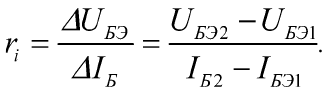 r_i = ΔU_БЭ / ΔI_Б = (U_БЭ2 − U_БЭ1) / (I_Б2 − I_БЭ1).